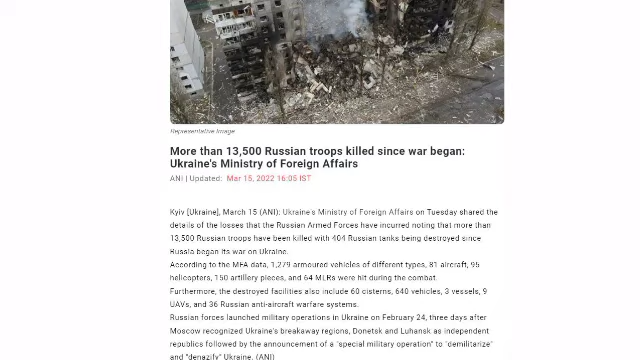 Representative Image
More than 13,500 Russian troops killed since war began:
Ukraine's Ministry of Foreign Affairs
ANI | Updated: Mar 15, 2022 16:05 IST
Kyiv [Ukraine], March 15 (ANI): Ukraine's Ministry of Foreign Affairs on Tuesday shared the
details of the losses that the Russian Armed Forces have incurred noting that more than
13,500 Russian troops have been killed with 404 Russian tanks being destroyed since
Russia began its war on Ukraine.
According to the MFA data, 1,279 armoured vehicles of different types, 81 aircraft, 95
helicopters, 150 artillery pieces, and 64 MLRs were hit during the combat.
Furthermore, the destroyed facilities also include 60 cisterns, 640 vehicles, 3 vessels, 9
UAVs, and 36 Russian anti-aircraft warfare systems.
Russian forces launched military operations in Ukraine on February 24, three days after
Moscow recognized Ukraine's breakaway regions, Donetsk and Luhansk as independent
republics followed by the announcement of a "special military operation" to "demilitarize"
and "denazify" Ukraine. (ANI)